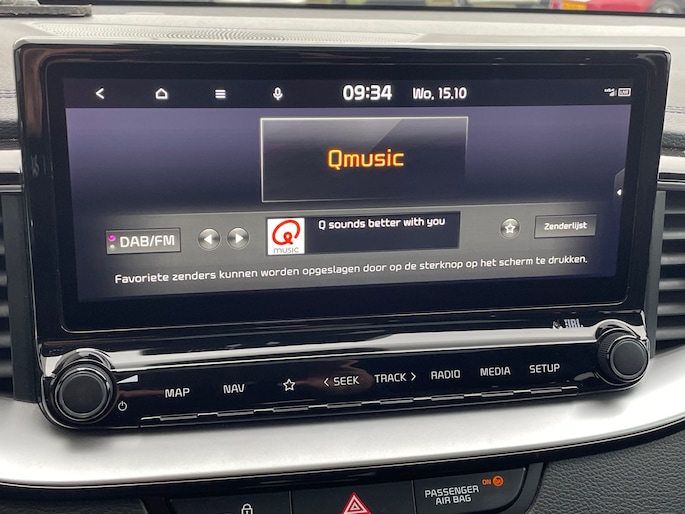 09:34 Wo, 15.10
LIVE
Qmusic
DAB/FM
Q
music
Q sounds better with you
Zenderlijst
Favoriete zenders kunnen worden opgeslagen door op de sterknop op het scherm te drukken.
JBL
MAP
NAV
< SEEK
TRACK >
RADIO
MEDIA
SETUP
PASSENGER
AIR BAG
ON